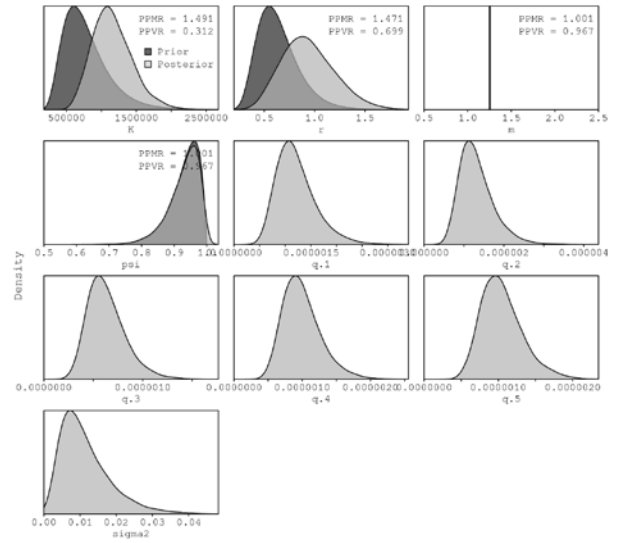 PPMR = 1.491
PPVR = 0.312
Prior
Posterior
500000 1500000 2500000
K
PPMR = 1.471
PPVR = 0.699
0.5 1.0 1.5
r
PPMR = 1.001
PPVR = 0.967
0.5 1.0 1.5 2.0 2.5
m
PPVR = 0.967
0.5 0.6 0.7 0.8 0.9
psi
0.0000015
q.1
0.000002 0.000004
q.2
Density
0.0000000 0.0000010
q.3
0.0000010
q.4
0.0000010 0.0000020
q.5
0.00 0.01 0.02 0.03 0.04
sigma2